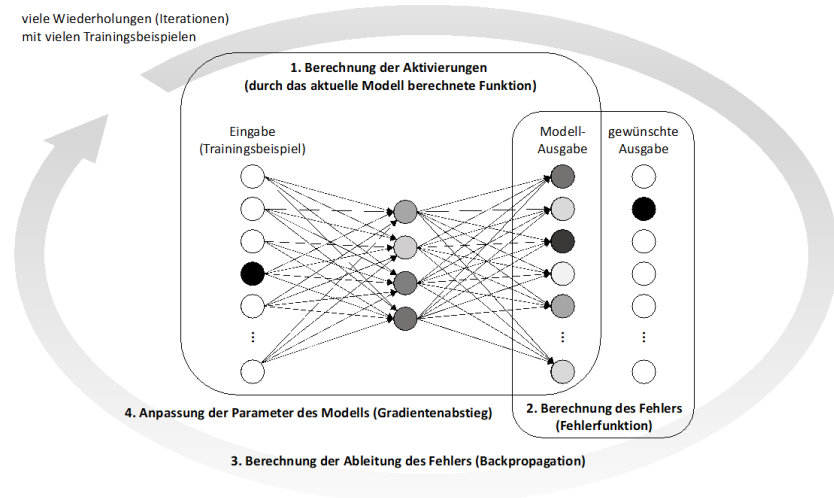 viele Wiederholungen (Iterationen)
mit vielen Trainingsbeispielen
1. Berechnung der Aktivierungen
(durch das aktuelle Modell berechnete Funktion)
Eingabe
(Trainingsbeispiel)
Modell-
Ausgabe
gewünschte
Ausgabe
4. Anpassung der Parameter des Modells (Gradientenabstieg)
2. Berechnung des Fehlers
(Fehlerfunktion)
3. Berechnung der Ableitung des Fehlers (Backpropagation)